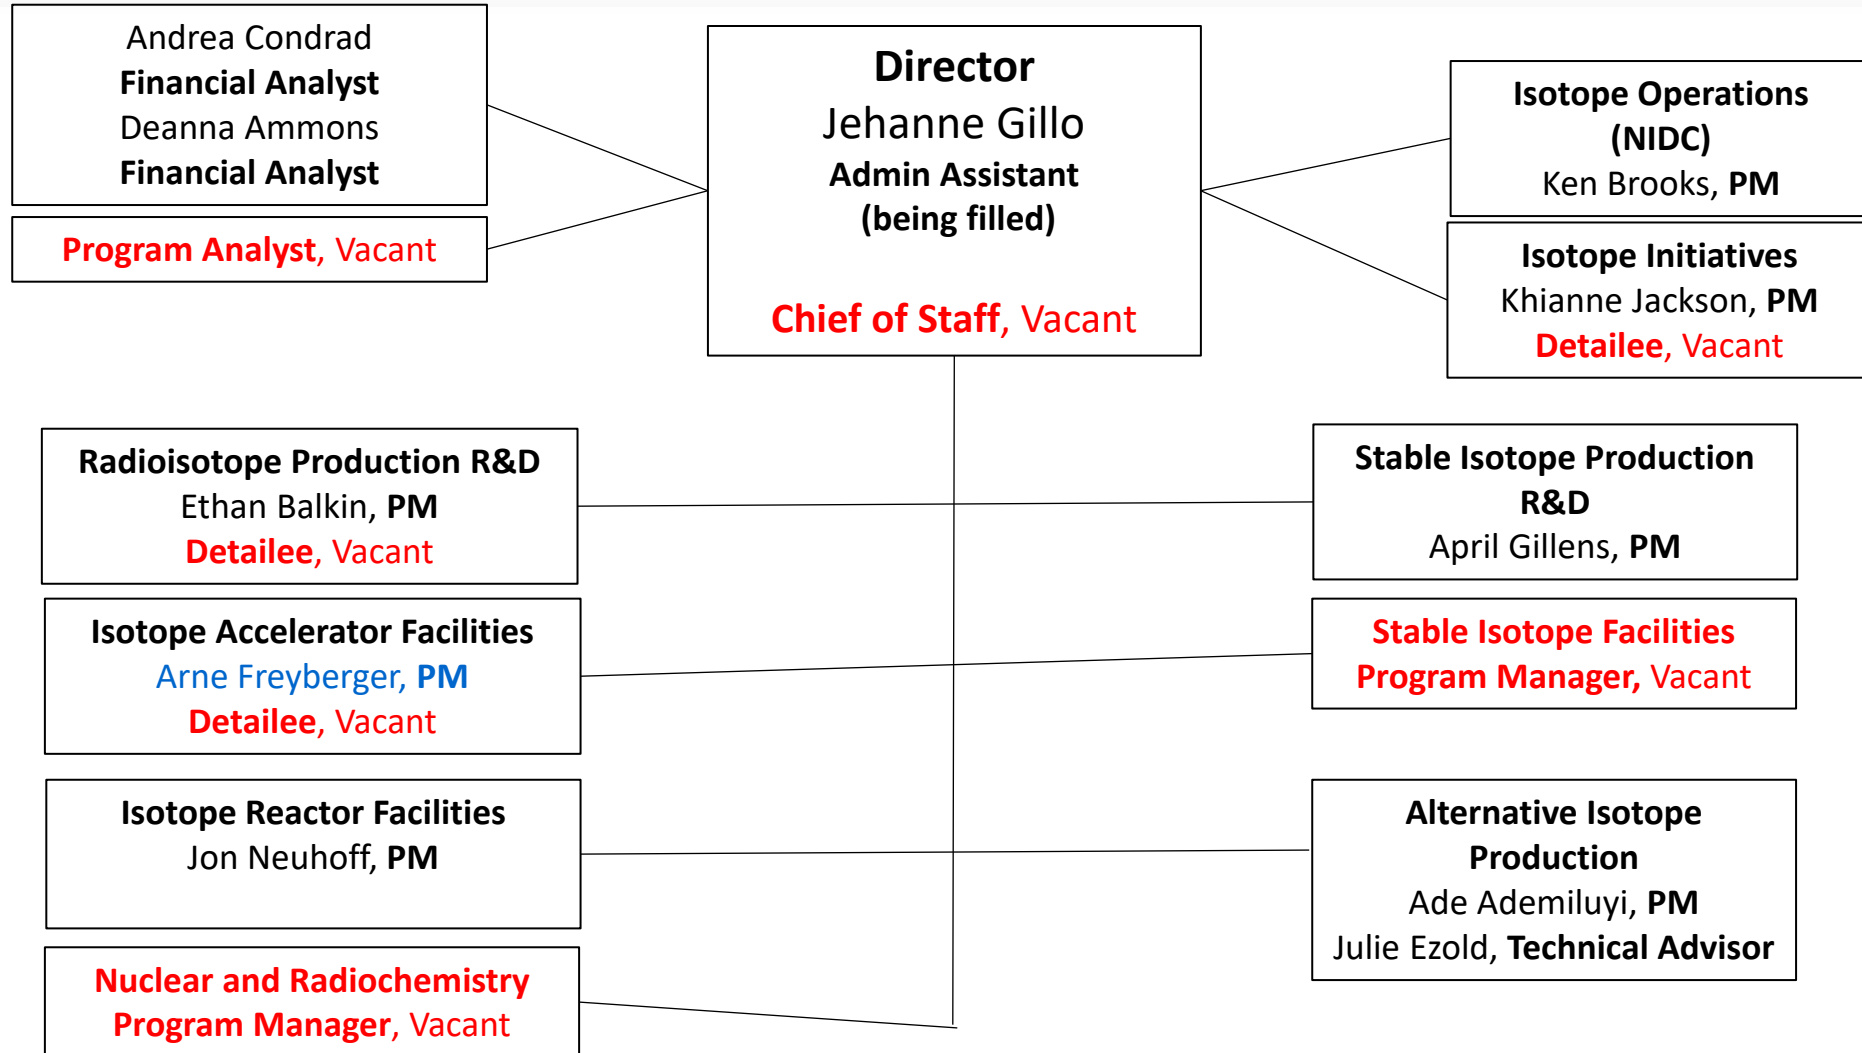 Andrea Condrad
Financial Analyst
Deanna Ammons
Financial Analyst
Program Analyst, Vacant
Director
Jehanne Gillo
Admin Assistant
(being filled)
Chief of Staff, Vacant
Isotope Operations
(NIDC)
Ken Brooks, PM
Isotope Initiatives
Khianne Jackson, PM
Detailee, Vacant
Radioisotope Production R&D
Ethan Balkin, PM
Detailee, Vacant
Stable Isotope Production
R&D
April Gillens, PM
Isotope Accelerator Facilities
Arne Freyberger, PM
Detailee, Vacant
Stable Isotope Facilities
Program Manager, Vacant
Isotope Reactor Facilities
Jon Neuhoff, PM
Alternative Isotope
Production
Ade Ademiluyi, PM
Julie Ezold, Technical Advisor
Nuclear and Radiochemistry
Program Manager, Vacant